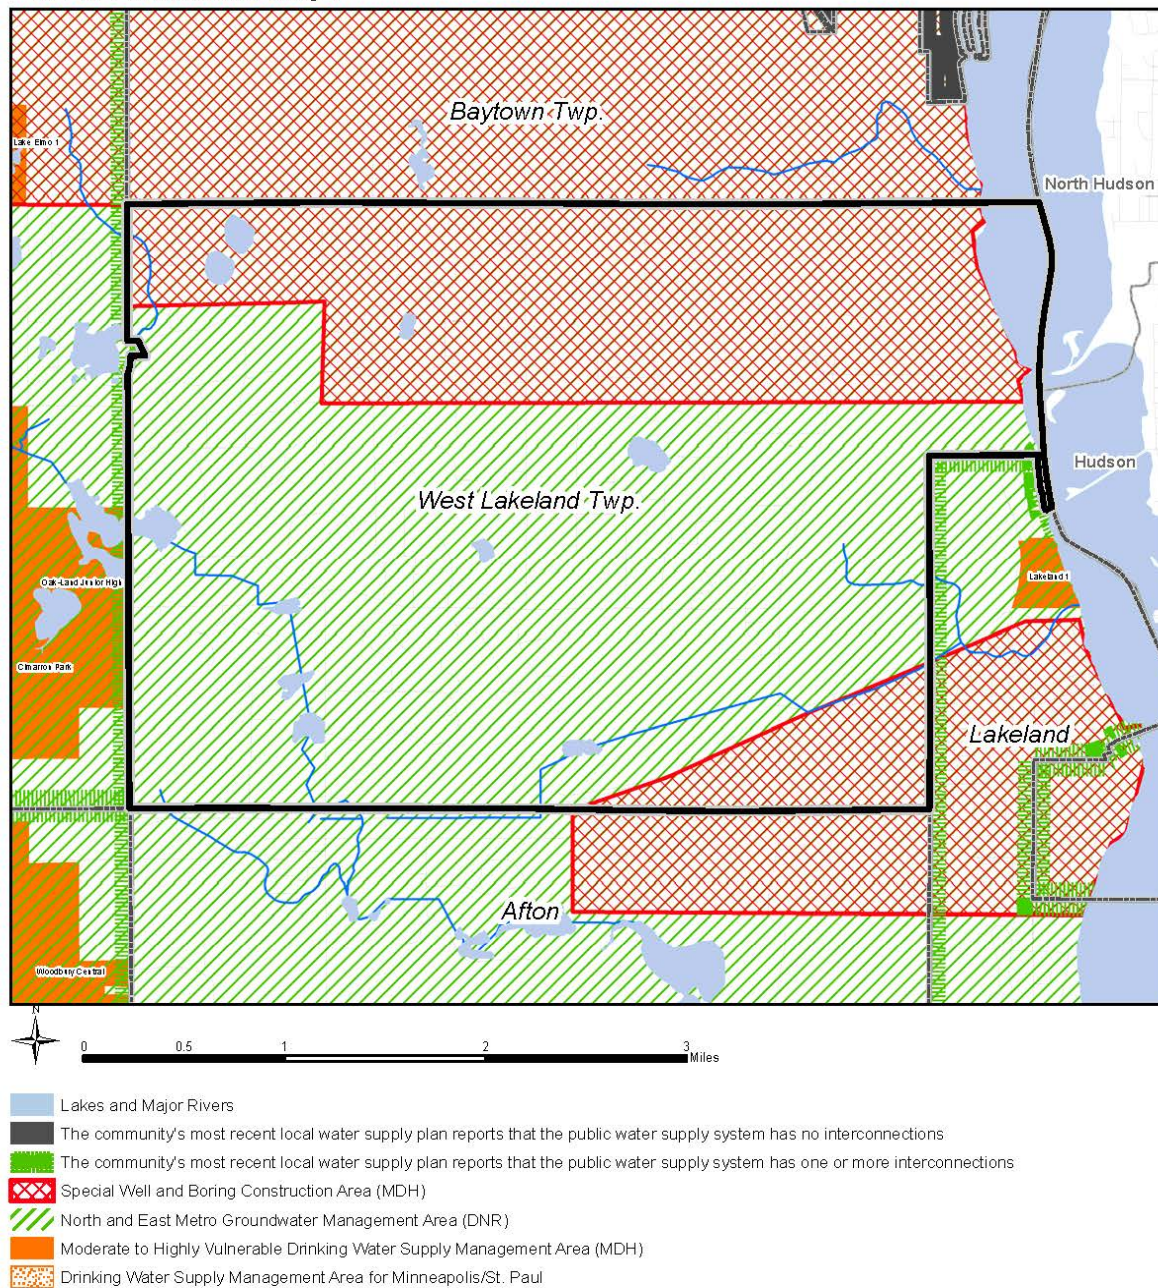 Baytown Twp.
Lake Elmo 1
North Hudson
West Lakeland Twp.
Hudson
Lakeland 1
Oak-Land Junior High
Cimarron Park
Lakeland
Afton
Woodbury Central
N
0 0.5 1 2 3
Miles
Lakes and Major Rivers
The community's most recent local water supply plan reports that the public water supply system has no interconnections
The community's most recent local water supply plan reports that the public water supply system has one or more interconnections
Special Well and Boring Construction Area (MDH)
North and East Metro Groundwater Management Area (DNR)
Moderate to Highly Vulnerable Drinking Water Supply Management Area (MDH)
Drinking Water Supply Management Area for Minneapolis/St. Paul